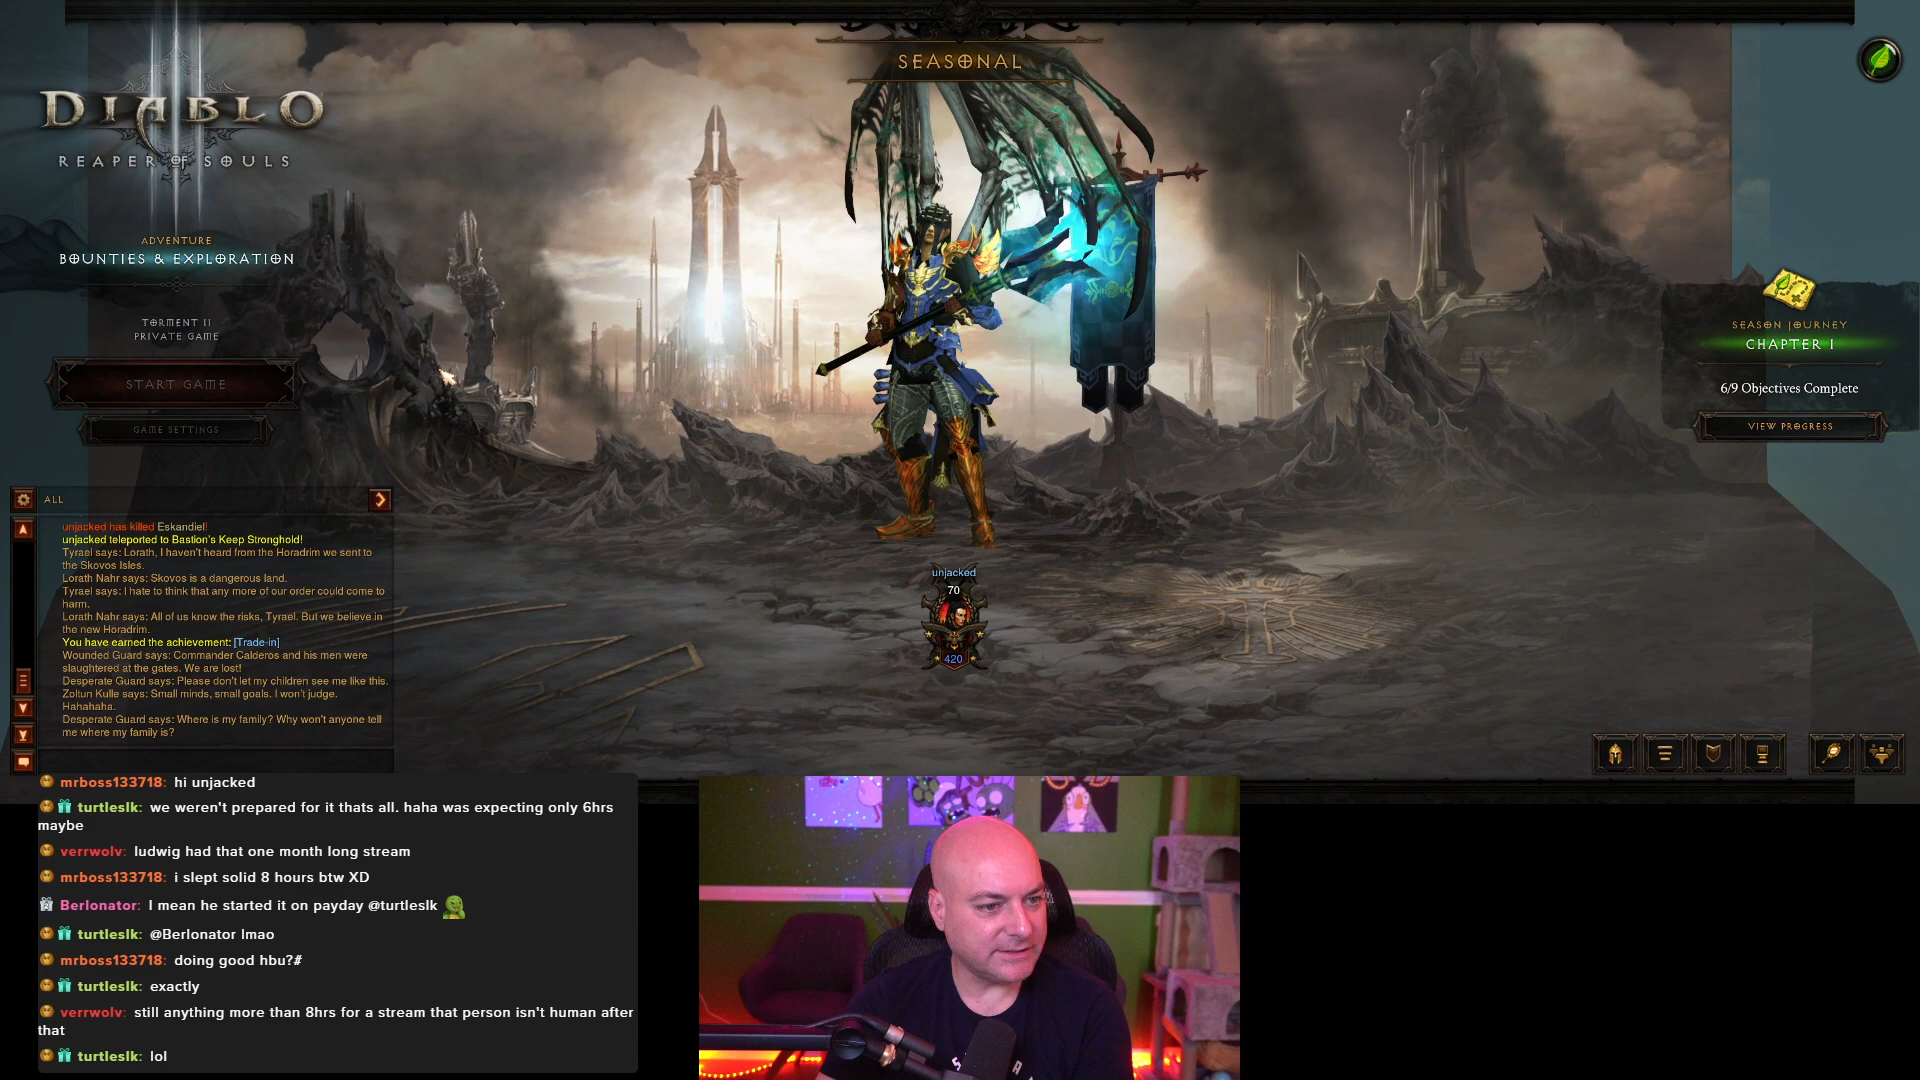 SEASONAL
DIABLO
REAPER OF SOULS
ADVENTURE
BOUNTIES & EXPLORATION
TORMENT II
PRIVATE GAME
START GAME
GAME SETTINGS
SEASON JOURNEY
CHAPTER I
6/9 Objectives Complete
VIEW PROGRESS
ALL
unjacked has killed Eskandiel!
unjacked teleported to Bastion's Keep Stronghold!
Tyrael says: Lorath, I haven't heard from the Horadrim we sent to
the Skovos Isles.
Lorath Nahr says: Skovos is a dangerous land.
Tyrael says: I hate to think that any more of our order could come to
harm.
Lorath Nahr says: All of us know the risks, Tyrael. But we believe in
the new Horadrim.
You have earned the achievement: [Trade-in]
Wounded Guard says: Commander Calderos and his men were
slaughtered at the gates. We are lost!
Desperate Guard says: Please don't let my children see me like this.
Zoltun Kulle says: Small minds, small goals. I won't judge.
Hahahaha.
Desperate Guard says: Where is my family? Why won't anyone tell
me where my family is?
unjacked
70
420
mrboss133718: hi unjacked
turtleslk: we weren't prepared for it thats all. haha was expecting only 6hrs
maybe
verrwolv: ludwig had that one month long stream
mrboss133718: i slept solid 8 hours btw XD
Berlonator: I mean he started it on payday @turtleslk
turtleslk: @Berlonator lmao
mrboss133718: doing good hbu?#
turtleslk: exactly
verrwolv: still anything more than 8hrs for a stream that person isn't human after
that
turtleslk: lol